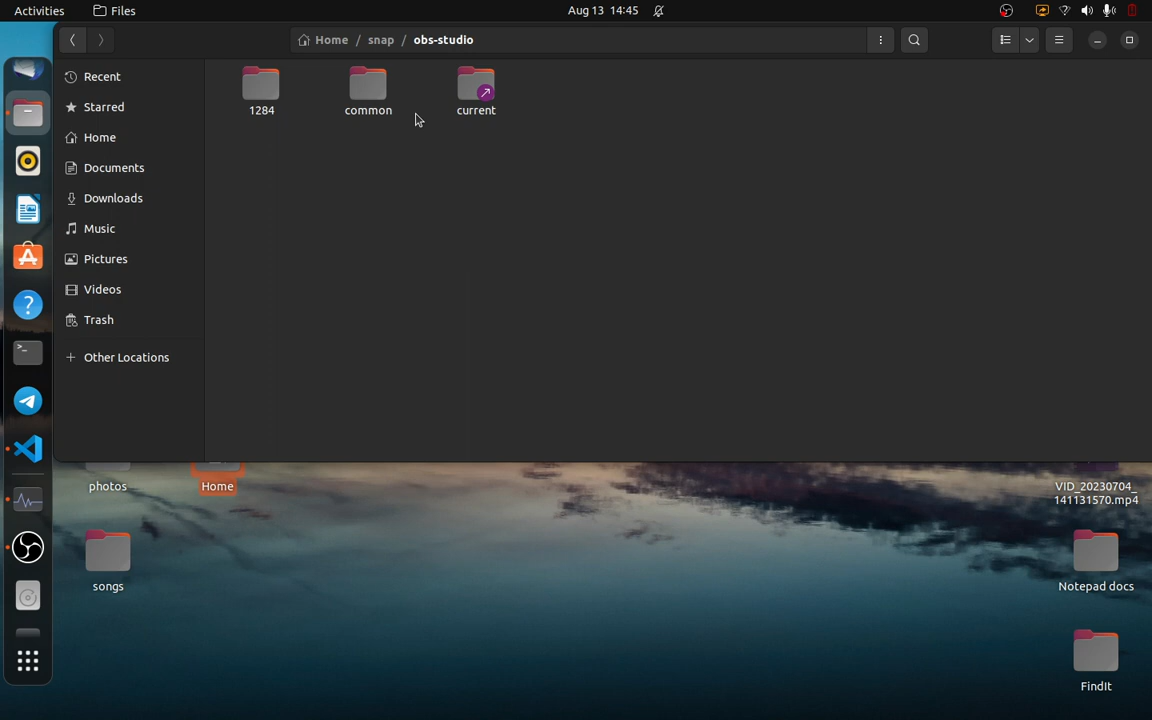 Activities Files Aug 13 14:45
Home / snap / obs-studio
Recent
Starred
Home
Documents
Downloads
Music
Pictures
Videos
Trash
+ Other Locations
1284 common current
photos Home
songs
VID_20230704_
141131570.mp4
Notepad docs
FindIt